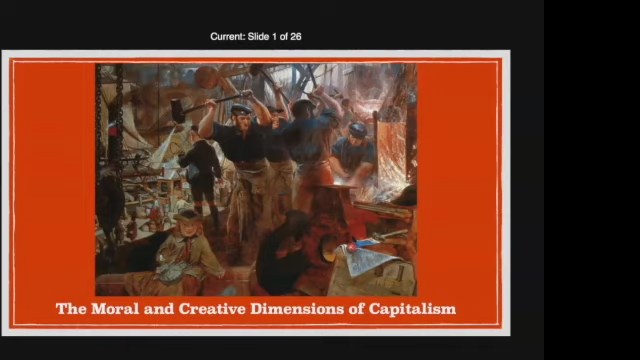 Current: Slide 1 of 26
The Moral and Creative Dimensions of Capitalism